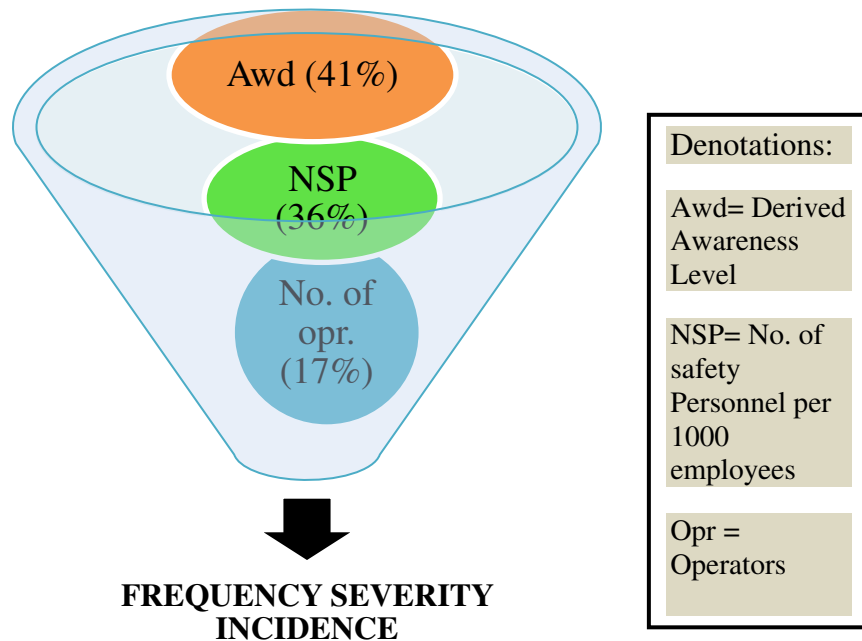 Awd (41%)
NSP
(36%)
No. of
opr.
(17%)
FREQUENCY SEVERITY
INCIDENCE
Denotations:
Awd= Derived
Awareness
Level
NSP= No. of
safety
Personnel per
1000
employees
Opr =
Operators